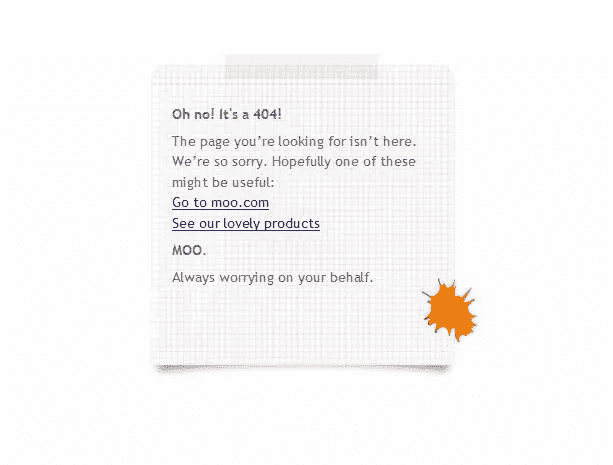 Oh no! It's a 404!
The page you’re looking for isn’t here.
We’re so sorry. Hopefully one of these
might be useful:
Go to moo.com
See our lovely products
MOO.
Always worrying on your behalf.